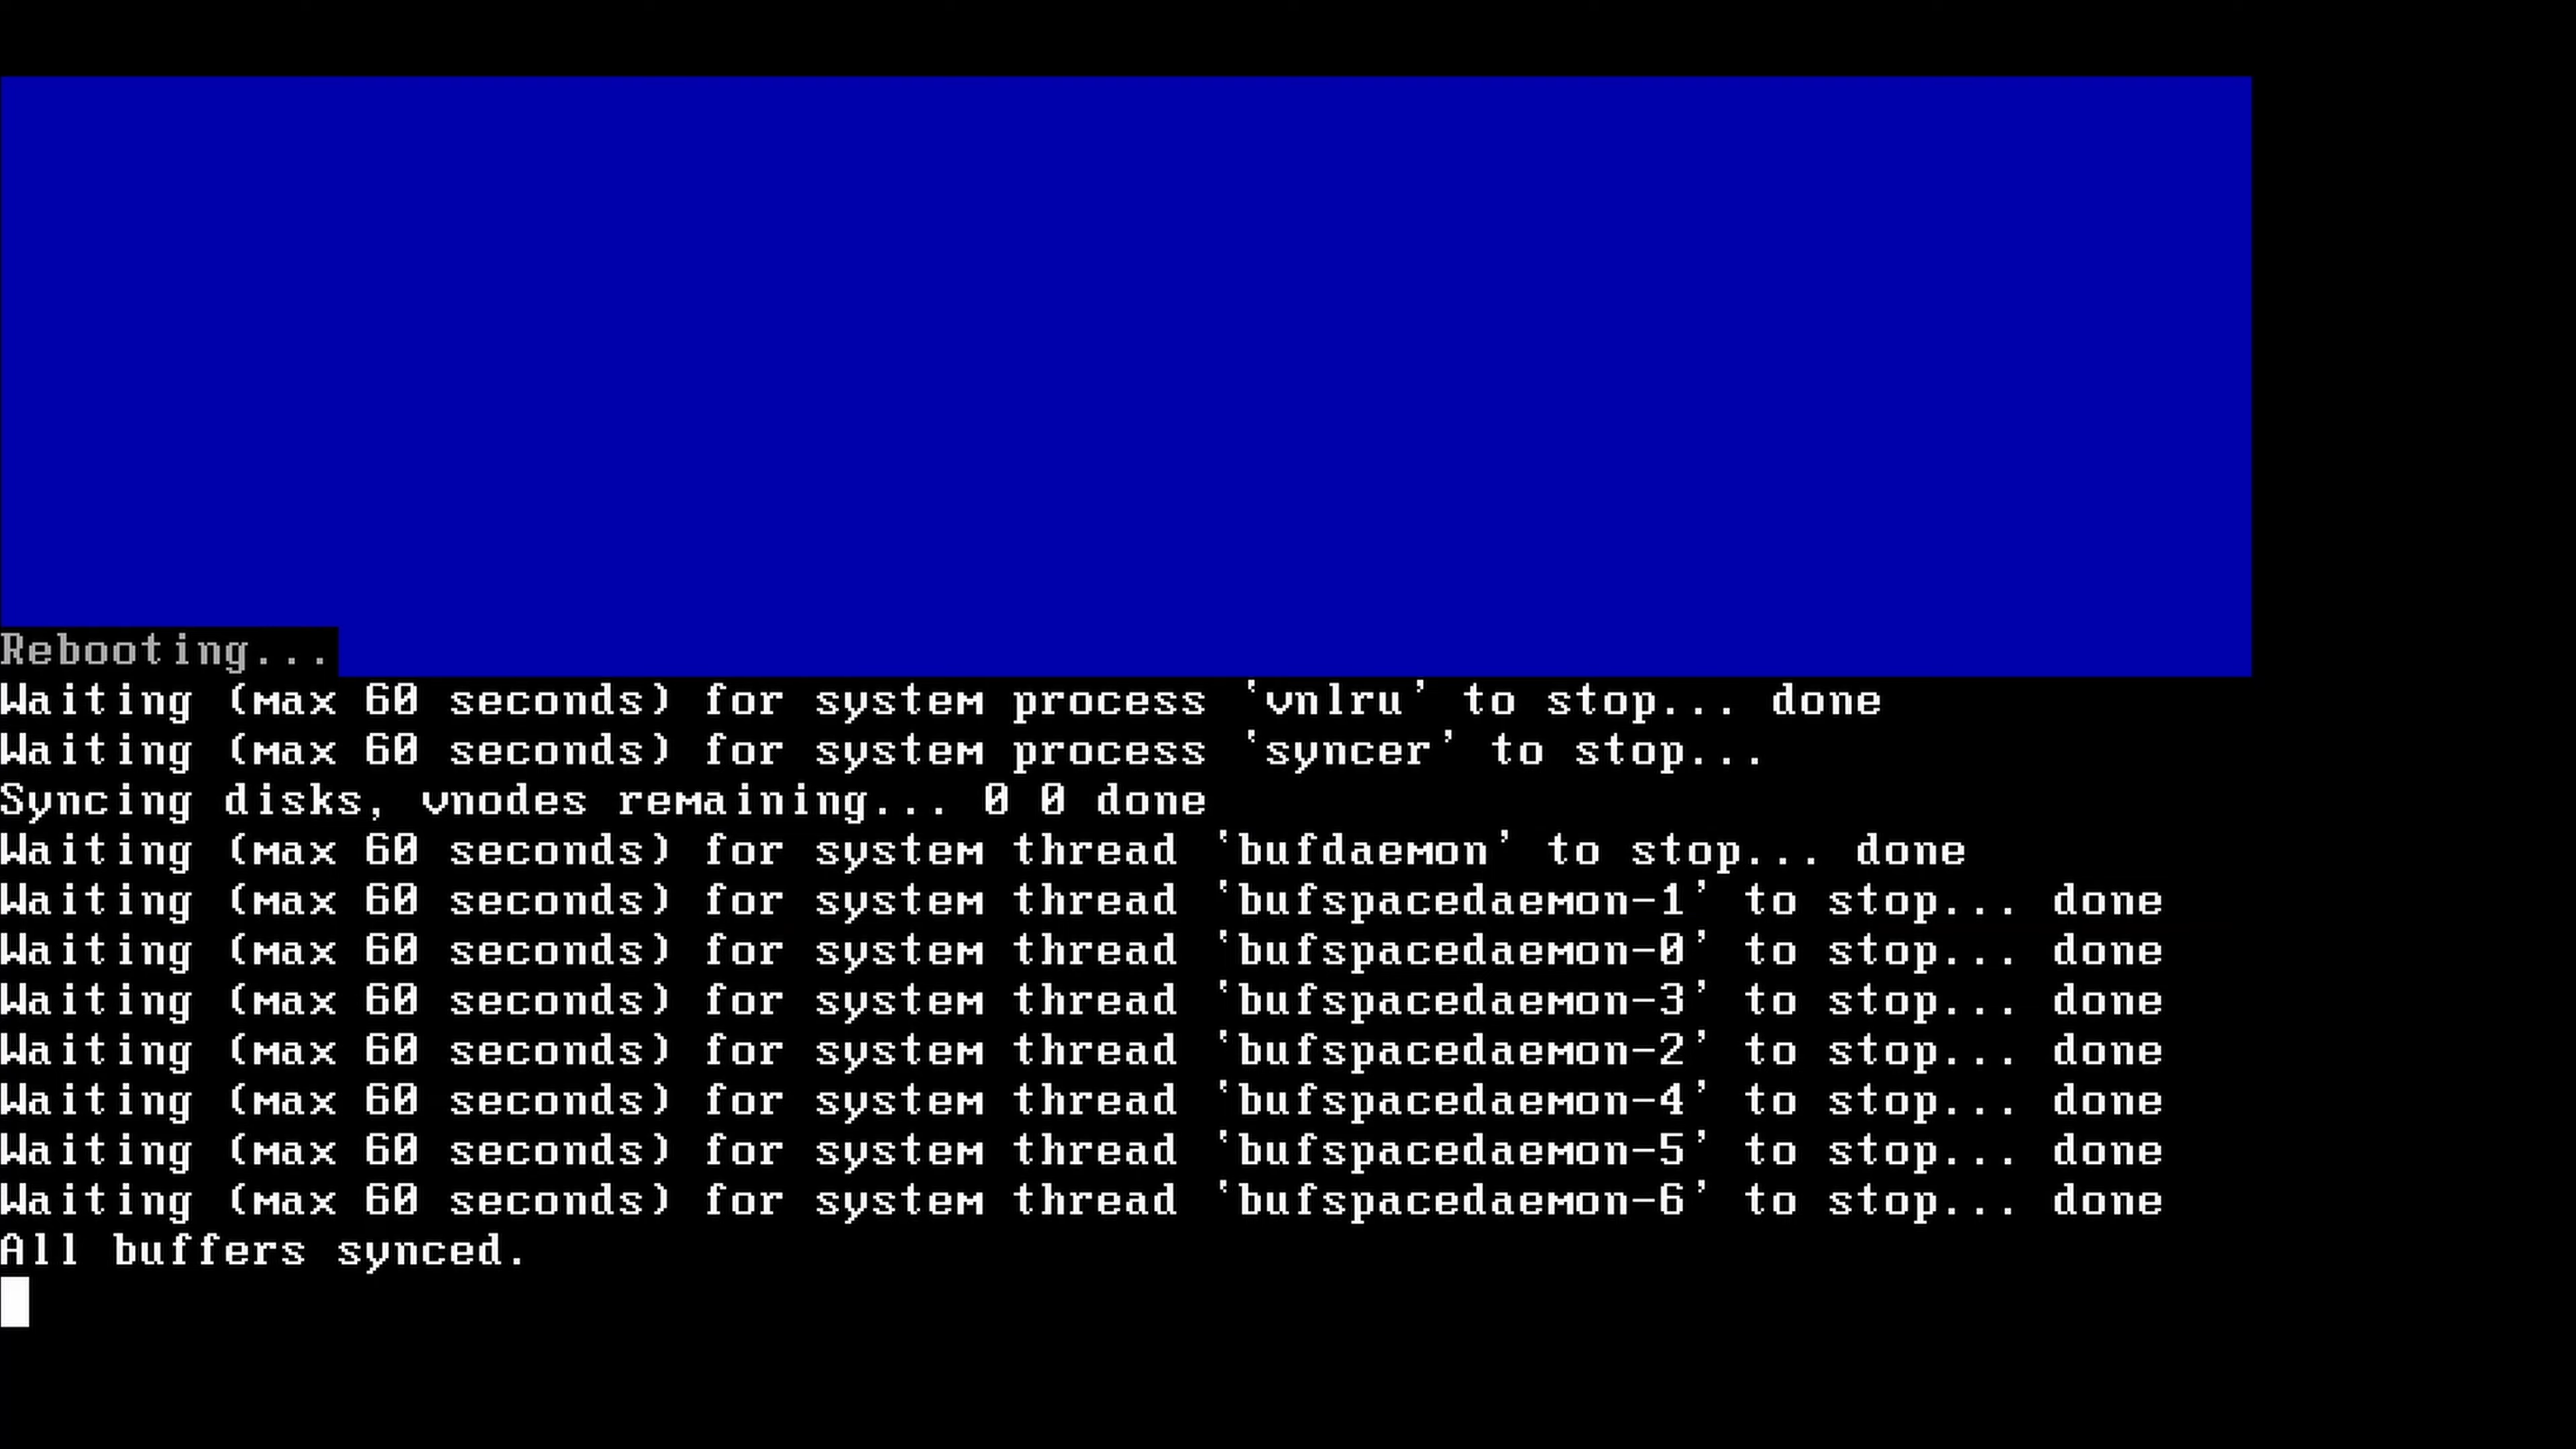 Rebooting...
Waiting (max 60 seconds) for system process `vnlru' to stop... done
Waiting (max 60 seconds) for system process `syncer' to stop...
Syncing disks, vnodes remaining... 0 0 done
Waiting (max 60 seconds) for system thread `bufdaemon' to stop... done
Waiting (max 60 seconds) for system thread `bufspacedaemon-1' to stop... done
Waiting (max 60 seconds) for system thread `bufspacedaemon-0' to stop... done
Waiting (max 60 seconds) for system thread `bufspacedaemon-3' to stop... done
Waiting (max 60 seconds) for system thread `bufspacedaemon-2' to stop... done
Waiting (max 60 seconds) for system thread `bufspacedaemon-4' to stop... done
Waiting (max 60 seconds) for system thread `bufspacedaemon-5' to stop... done
Waiting (max 60 seconds) for system thread `bufspacedaemon-6' to stop... done
All buffers synced.